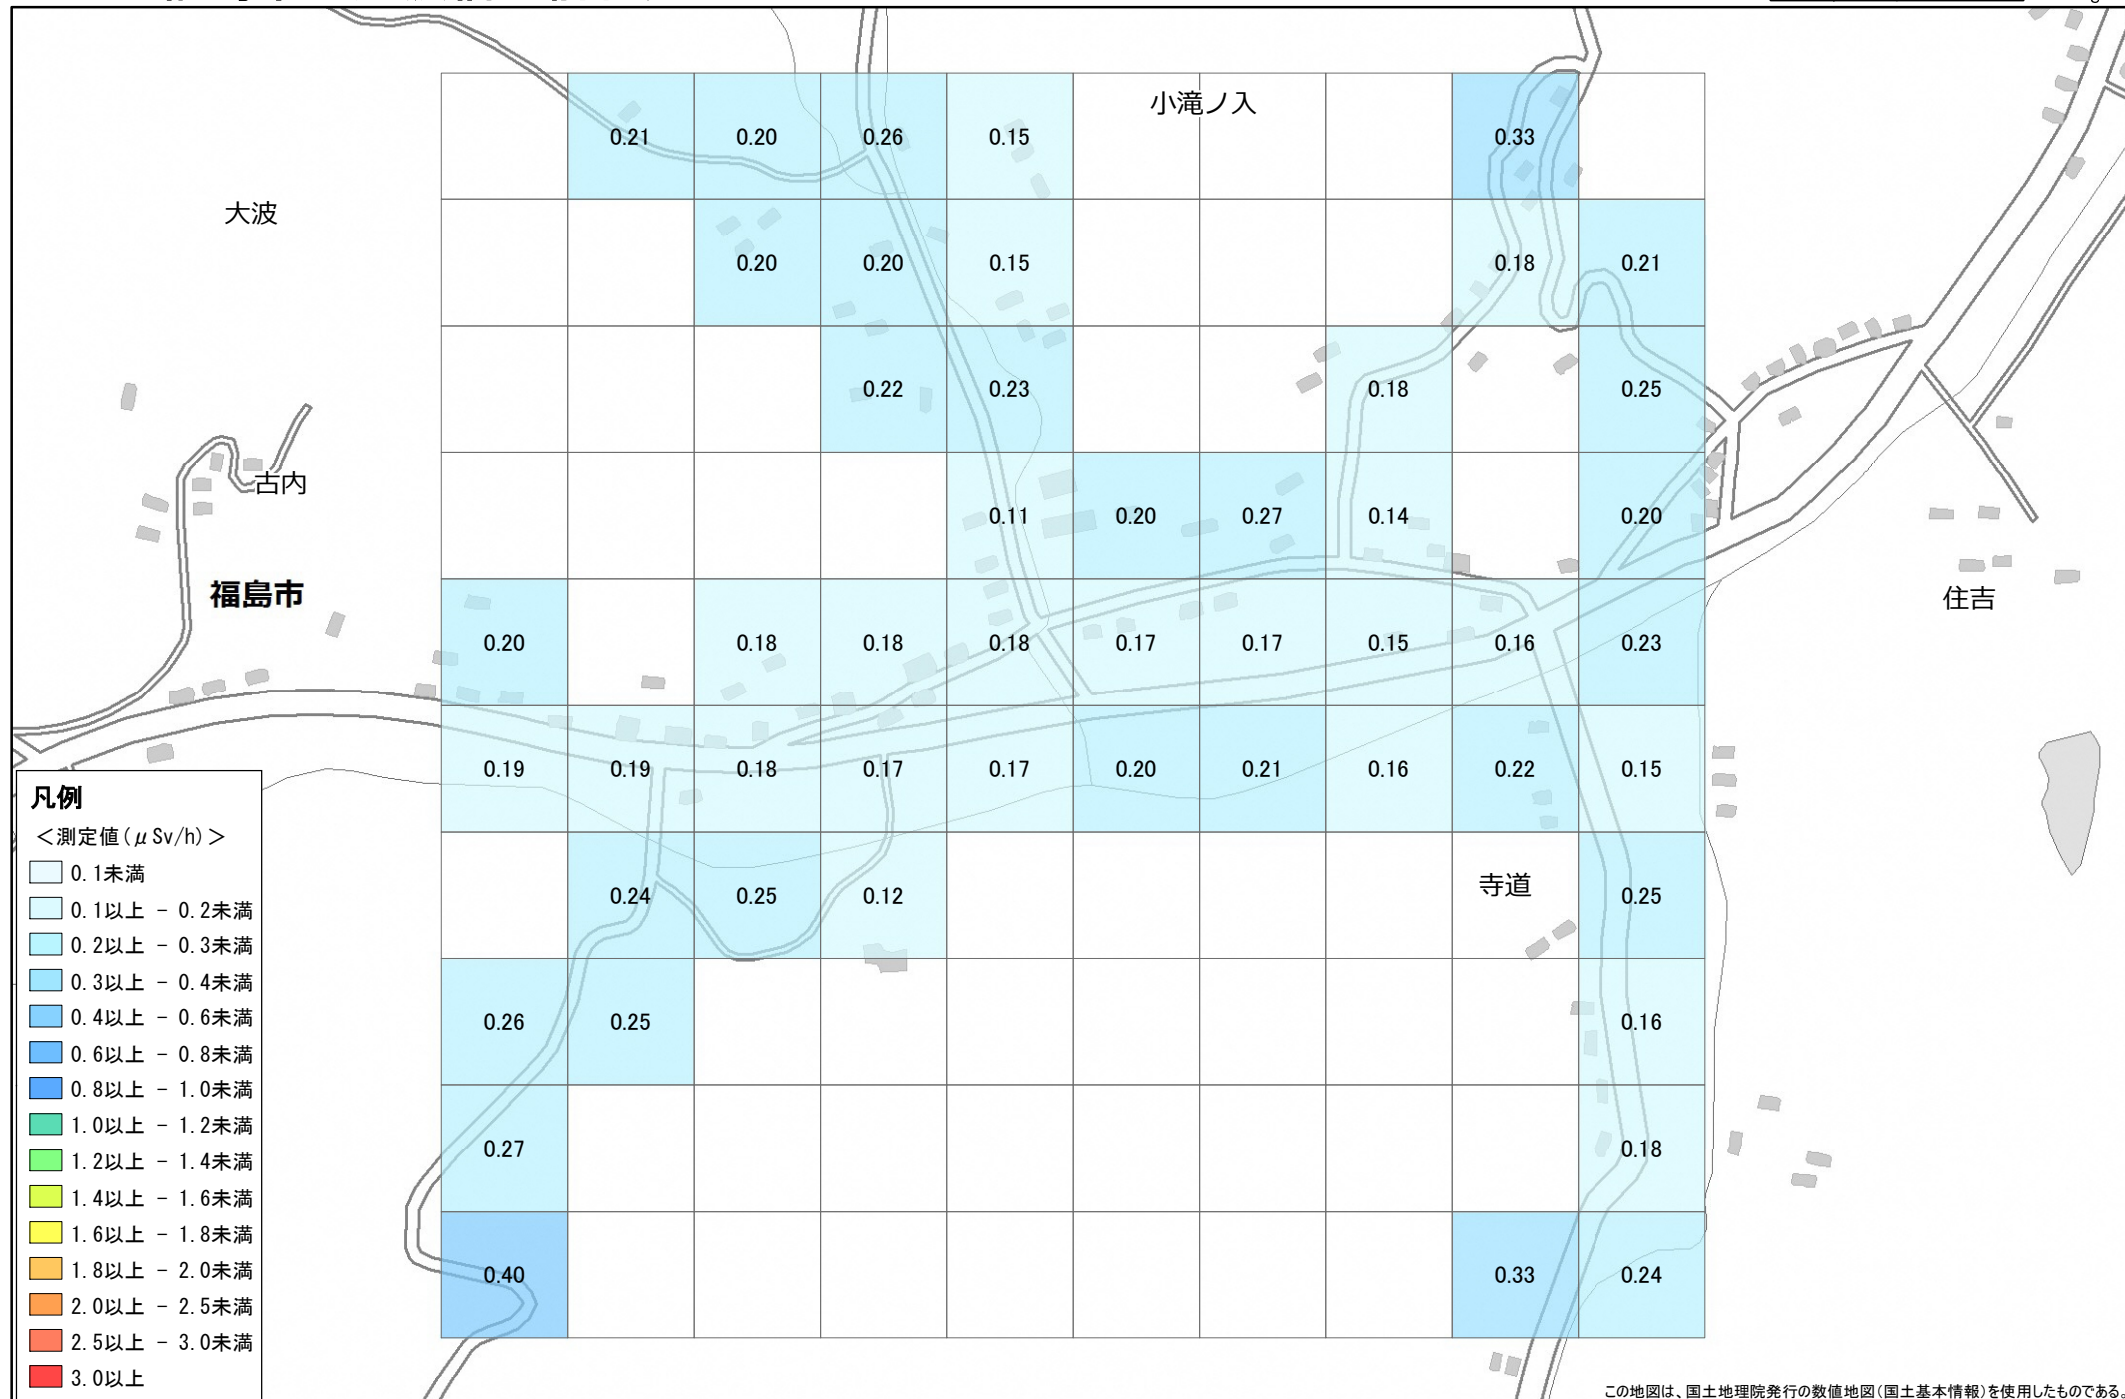 小滝ノ入
0.21 0.20 0.26 0.15 0.33
大波
0.20 0.20 0.15 0.18 0.21
0.22 0.23 0.18 0.25
古内
0.11 0.20 0.27 0.14 0.20
福島市
住吉
0.20 0.18 0.18 0.18 0.17 0.17 0.15 0.16 0.23
0.19 0.19 0.18 0.17 0.17 0.20 0.21 0.16 0.22 0.15
寺道
0.24 0.25 0.12 0.25
0.26 0.25 0.16
0.27 0.18
0.40 0.33 0.24
凡例
＜測定値(μSv/h)＞
0.1未満
0.1以上 － 0.2未満
0.2以上 － 0.3未満
0.3以上 － 0.4未満
0.4以上 － 0.6未満
0.6以上 － 0.8未満
0.8以上 － 1.0未満
1.0以上 － 1.2未満
1.2以上 － 1.4未満
1.4以上 － 1.6未満
1.6以上 － 1.8未満
1.8以上 － 2.0未満
2.0以上 － 2.5未満
2.5以上 － 3.0未満
3.0以上
この地図は、国土地理院発行の数値地図(国土基本情報)を使用したものである。